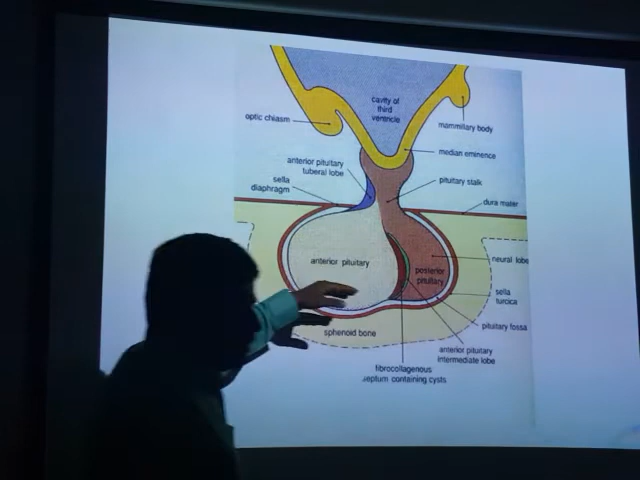 cavity of
third
ventricle
optic chiasm
mammillary body
median eminence
anterior pituitary
tuberal lobe
pituitary stalk
sella
diaphragm
dura mater
anterior pituitary
neural lobe
posterior
pituitary
sella
turcica
pituitary fossa
sphenoid bone
anterior pituitary
intermediate lobe
fibrocollagenous
septum containing cysts